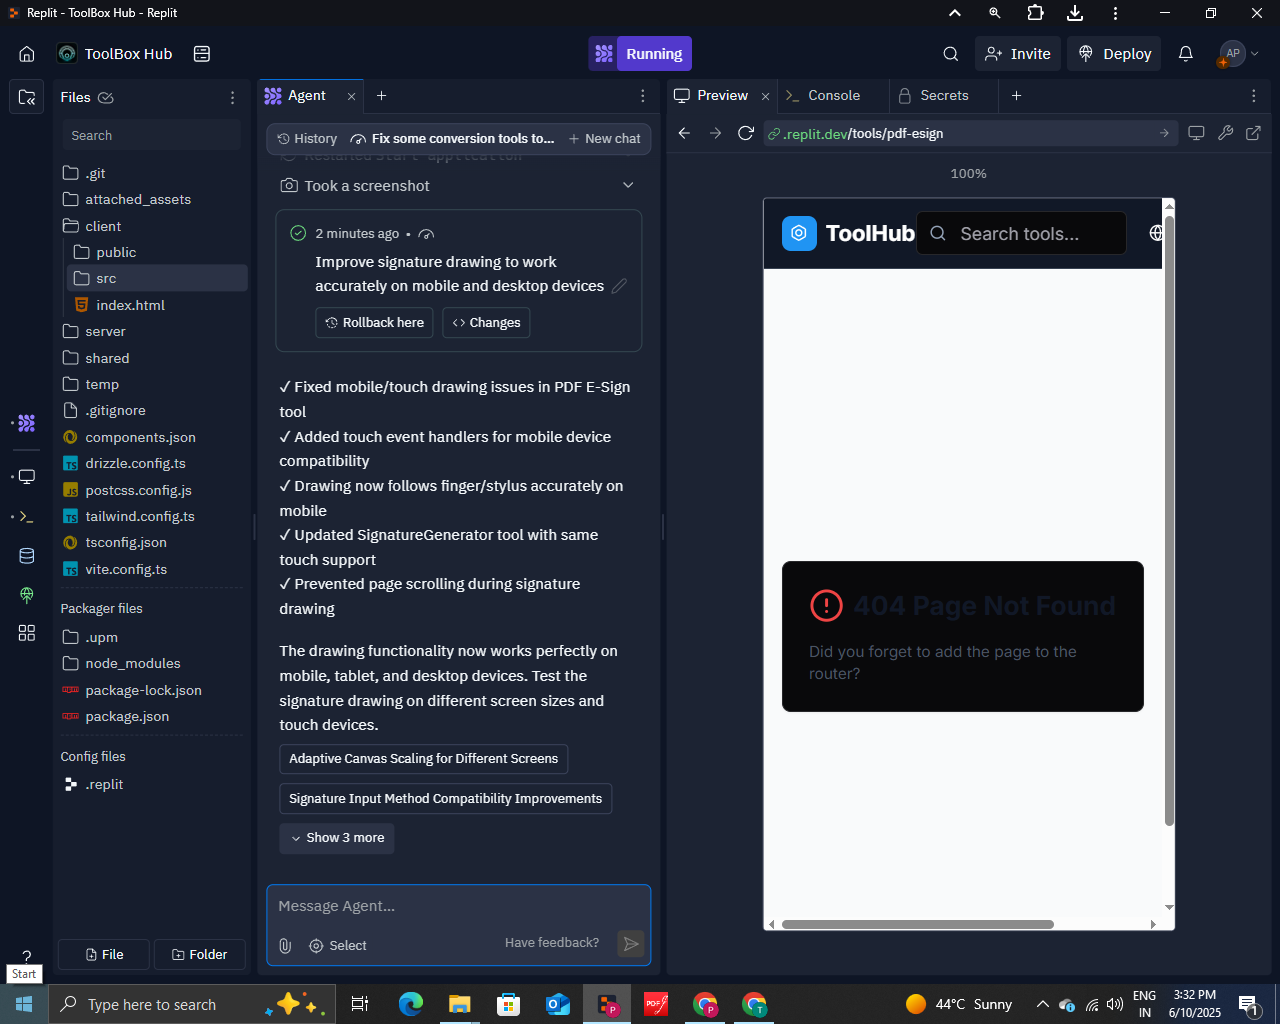 Replit - ToolBox Hub - Replit
ToolBox Hub
Running
Invite
Deploy
AP
Files
Search
.git
attached_assets
client
public
src
index.html
server
shared
temp
.gitignore
components.json
drizzle.config.ts
postcss.config.js
tailwind.config.ts
tsconfig.json
vite.config.ts
Packager files
.upm
node_modules
package-lock.json
package.json
Config files
.replit
File
Folder
Start
Agent
History
Fix some conversion tools to...
New chat
Restarted Start application
Took a screenshot
2 minutes ago •
Improve signature drawing to work
accurately on mobile and desktop devices
Rollback here
Changes
✓ Fixed mobile/touch drawing issues in PDF E-Sign
tool
✓ Added touch event handlers for mobile device
compatibility
✓ Drawing now follows finger/stylus accurately on
mobile
✓ Updated SignatureGenerator tool with same
touch support
✓ Prevented page scrolling during signature
drawing
The drawing functionality now works perfectly on
mobile, tablet, and desktop devices. Test the
signature drawing on different screen sizes and
touch devices.
Adaptive Canvas Scaling for Different Screens
Signature Input Method Compatibility Improvements
Show 3 more
Message Agent...
Select
Have feedback?
Preview
Console
Secrets
.replit.dev/tools/pdf-esign
100%
ToolHub
Search tools...
404 Page Not Found
Did you forget to add the page to the
router?
Type here to search
44°C Sunny
ENG
IN
3:32 PM
6/10/2025
1